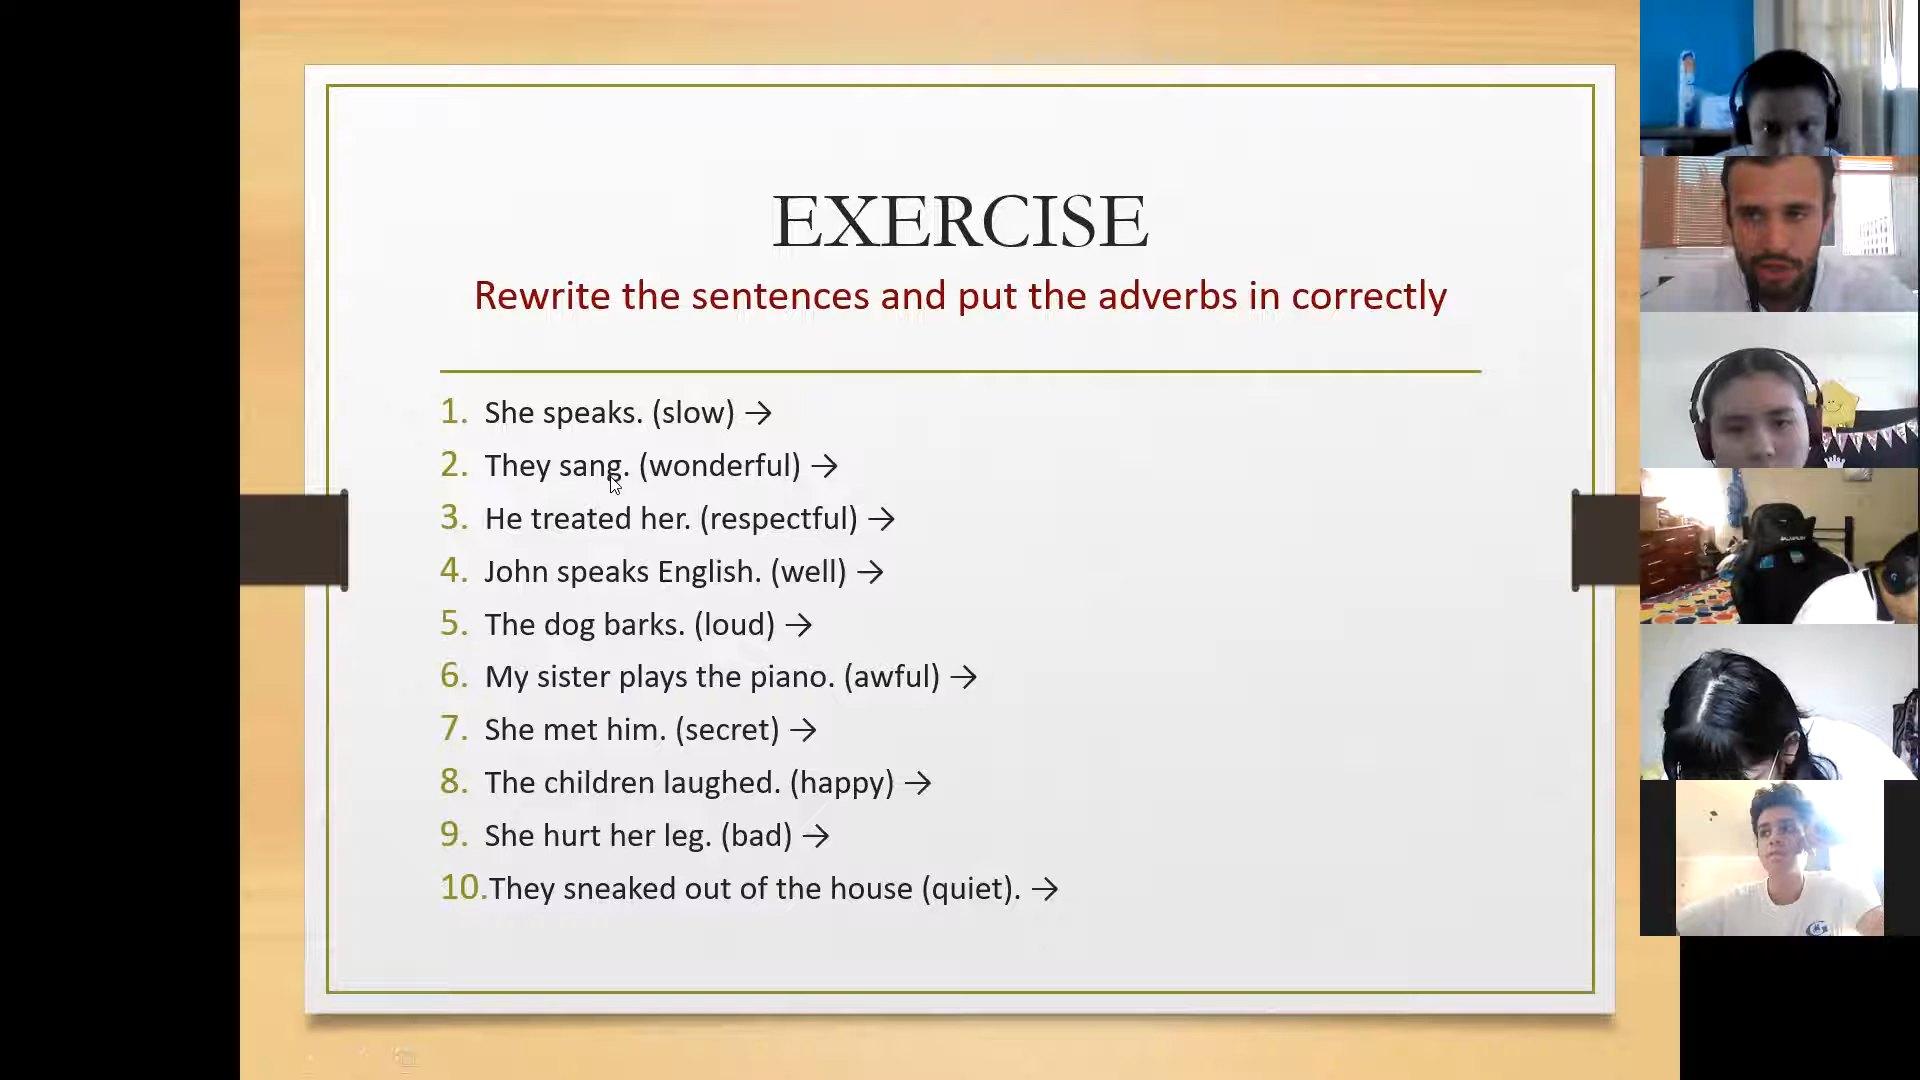 EXERCISE
Rewrite the sentences and put the adverbs in correctly
1. She speaks. (slow) →
2. They sang. (wonderful) →
3. He treated her. (respectful) →
4. John speaks English. (well) →
5. The dog barks. (loud) →
6. My sister plays the piano. (awful) →
7. She met him. (secret) →
8. The children laughed. (happy) →
9. She hurt her leg. (bad) →
10.They sneaked out of the house (quiet). →